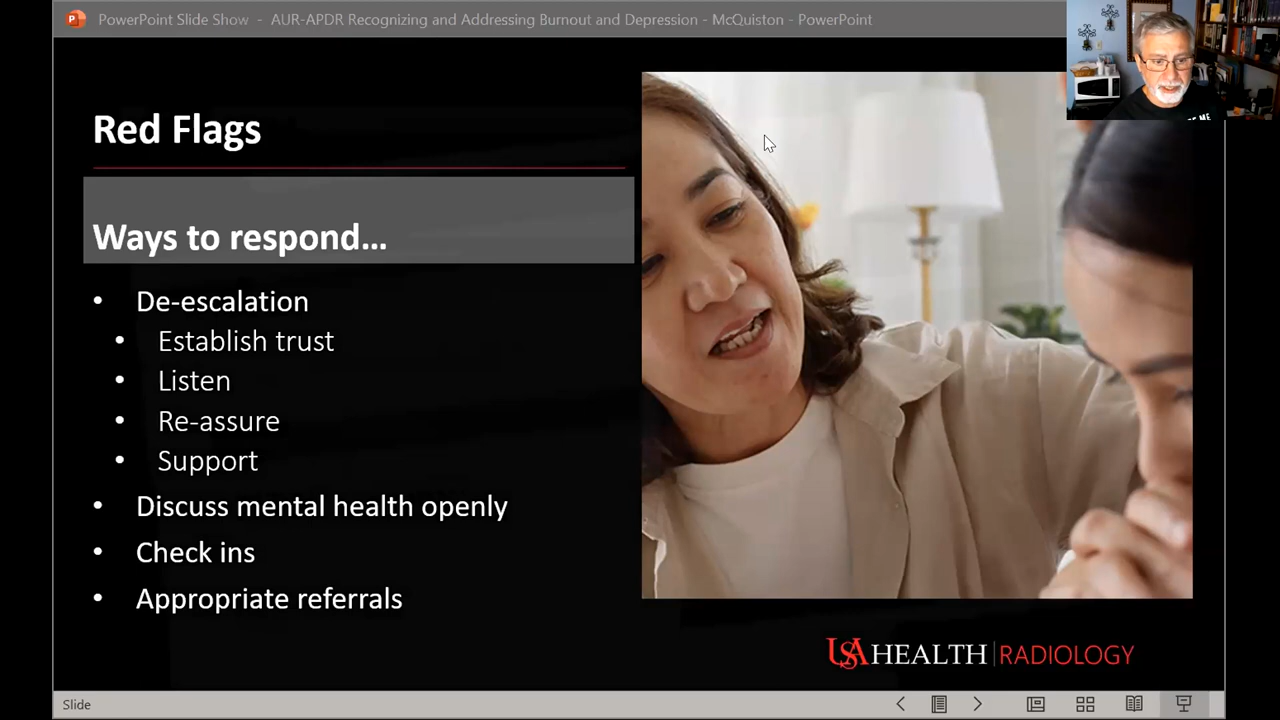 PowerPoint Slide Show - AUR-APDR Recognizing and Addressing Burnout and Depression - McQuiston - PowerPoint
Red Flags
Ways to respond...
• De-escalation
• Establish trust
• Listen
• Re-assure
• Support
• Discuss mental health openly
• Check ins
• Appropriate referrals
USA HEALTH | RADIOLOGY
Slide